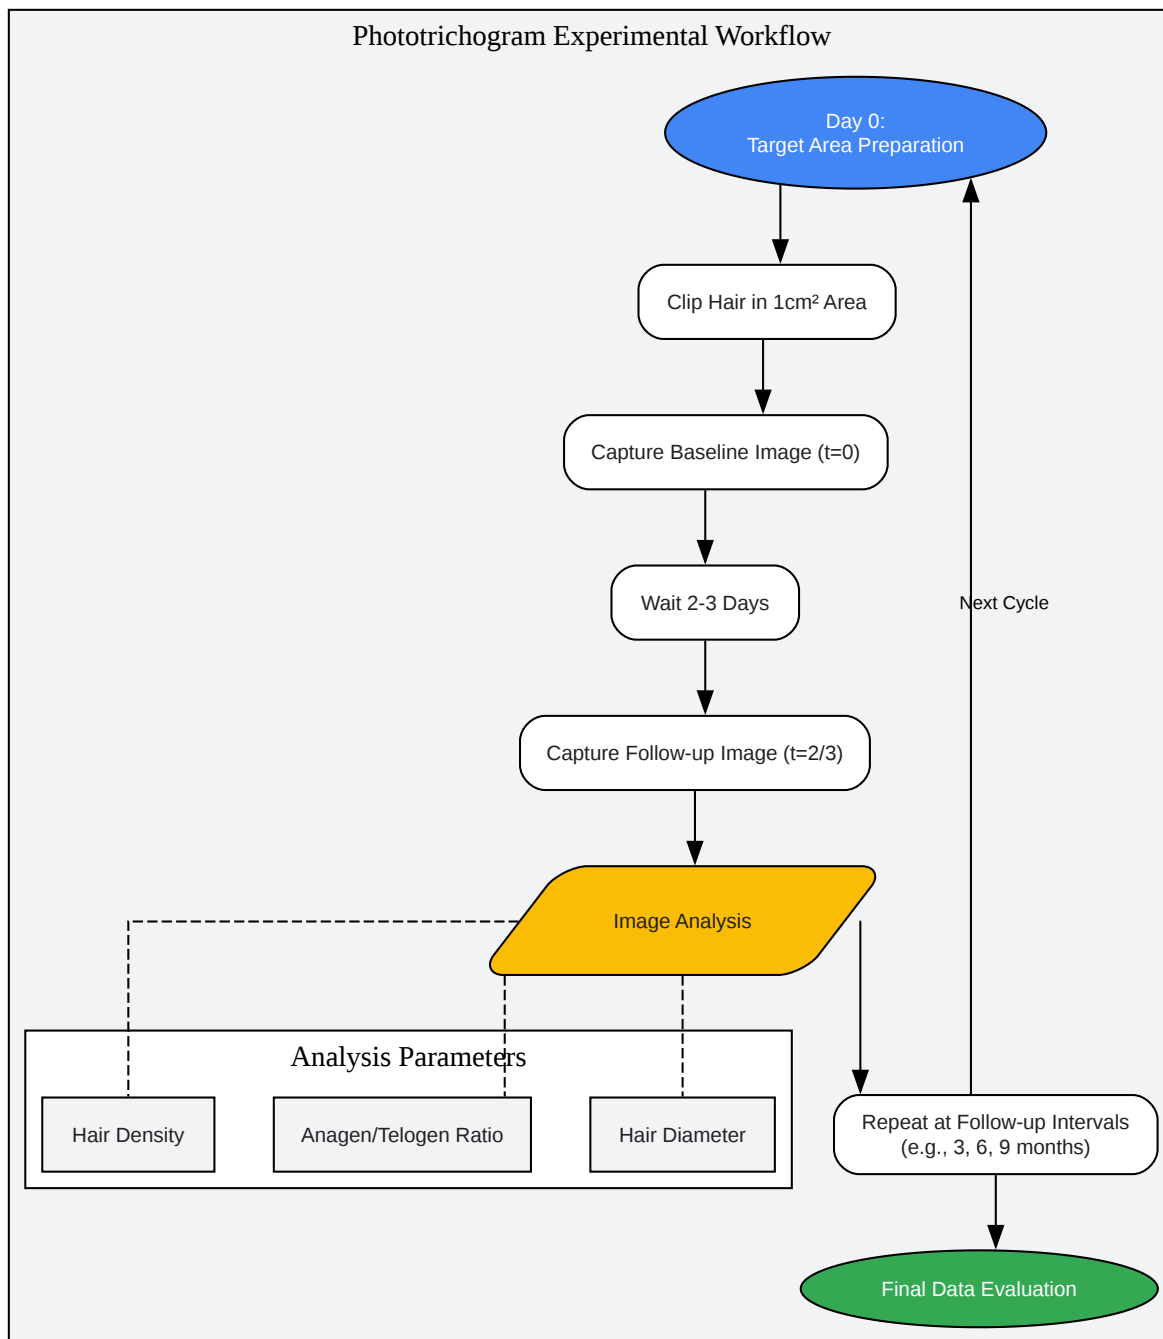 Phototrichogram Experimental Workflow
Day 0:
Target Area Preparation
Clip Hair in 1cm² Area
Capture Baseline Image (t=0)
Wait 2-3 Days
Next Cycle
Capture Follow-up Image (t=2/3)
Image Analysis
Analysis Parameters
Hair Density
Anagen/Telogen Ratio
Hair Diameter
Repeat at Follow-up Intervals
(e.g., 3, 6, 9 months)
Final Data Evaluation